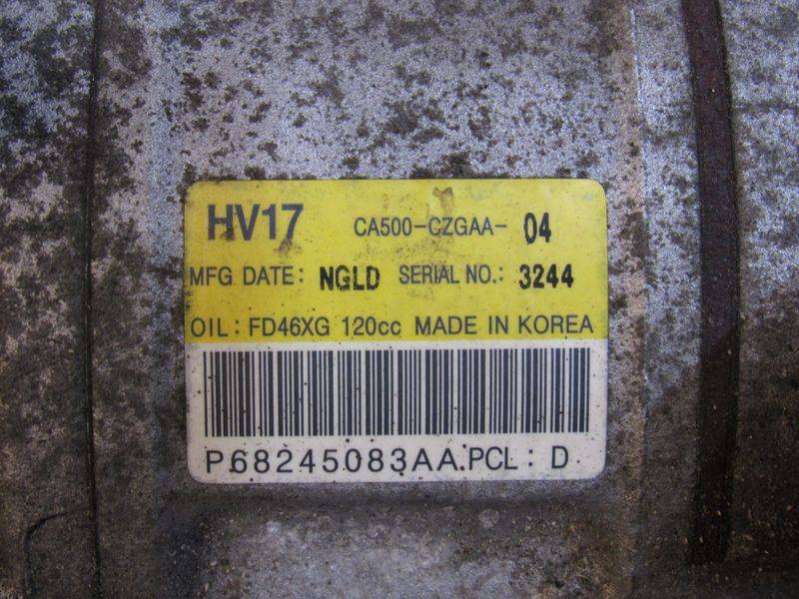 HV17 CA500-CZGAA- 04
MFG DATE: NGLD SERIAL NO.: 3244
OIL: FD46XG 120cc MADE IN KOREA
P68245083AA.PCL: D